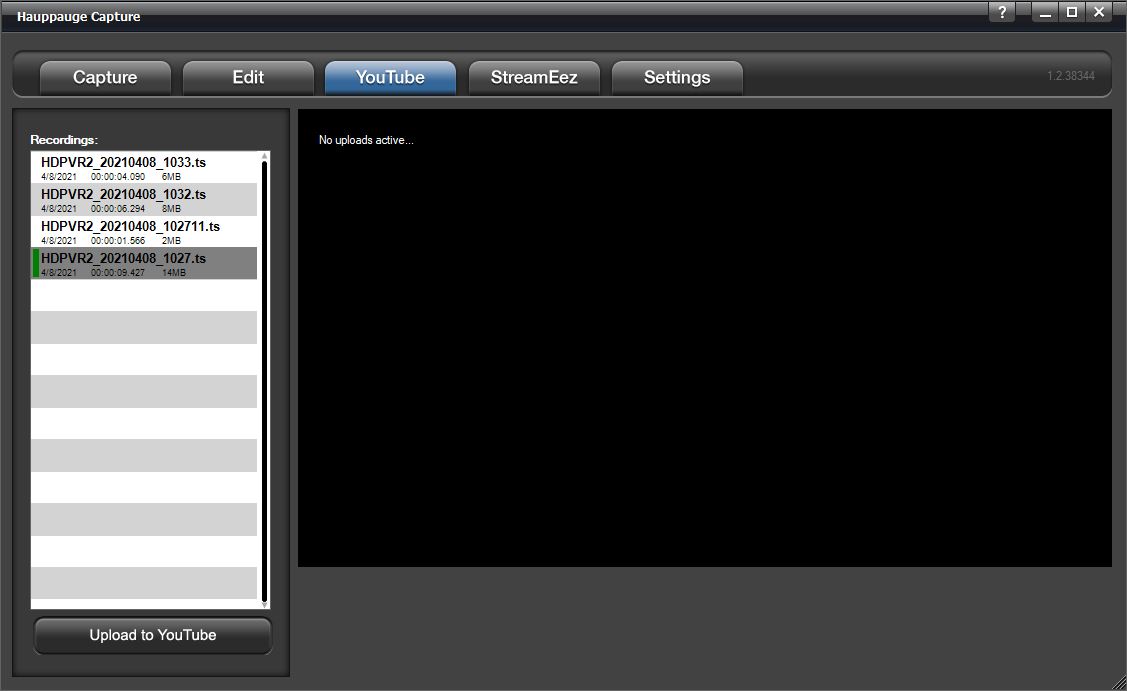 Hauppauge Capture
?
Capture Edit YouTube StreamEez Settings 1.2.38344
Recordings:
HDPVR2_20210408_1033.ts
4/8/2021 00:00:04.090 6MB
HDPVR2_20210408_1032.ts
4/8/2021 00:00:06.294 8MB
HDPVR2_20210408_102711.ts
4/8/2021 00:00:01.566 2MB
HDPVR2_20210408_1027.ts
4/8/2021 00:00:09.427 14MB
Upload to YouTube
No uploads active...